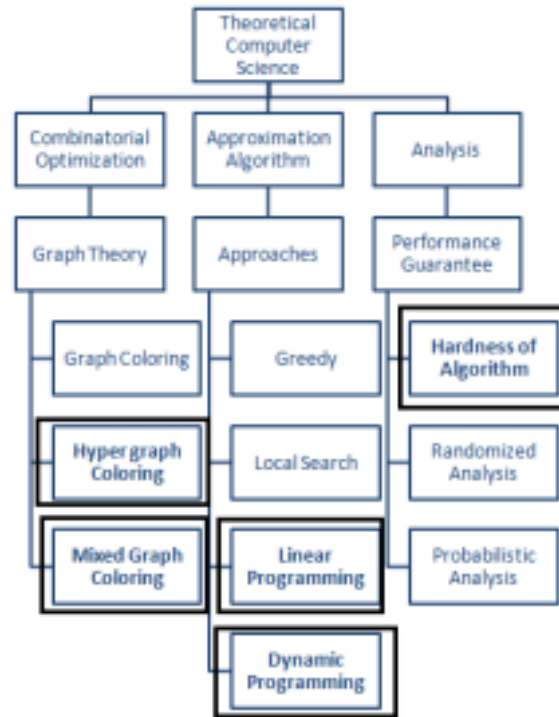 Theoretical
Computer
Science
Combinatorial
Optimization
Approximation
Algorithm
Analysis
Graph Theory
Approaches
Performance
Guarantee
Graph Coloring
Greedy
Hardness of
Algorithm
Hypergraph
Coloring
Local Search
Randomized
Analysis
Mixed Graph
Coloring
Linear
Programming
Probabilistic
Analysis
Dynamic
Programming